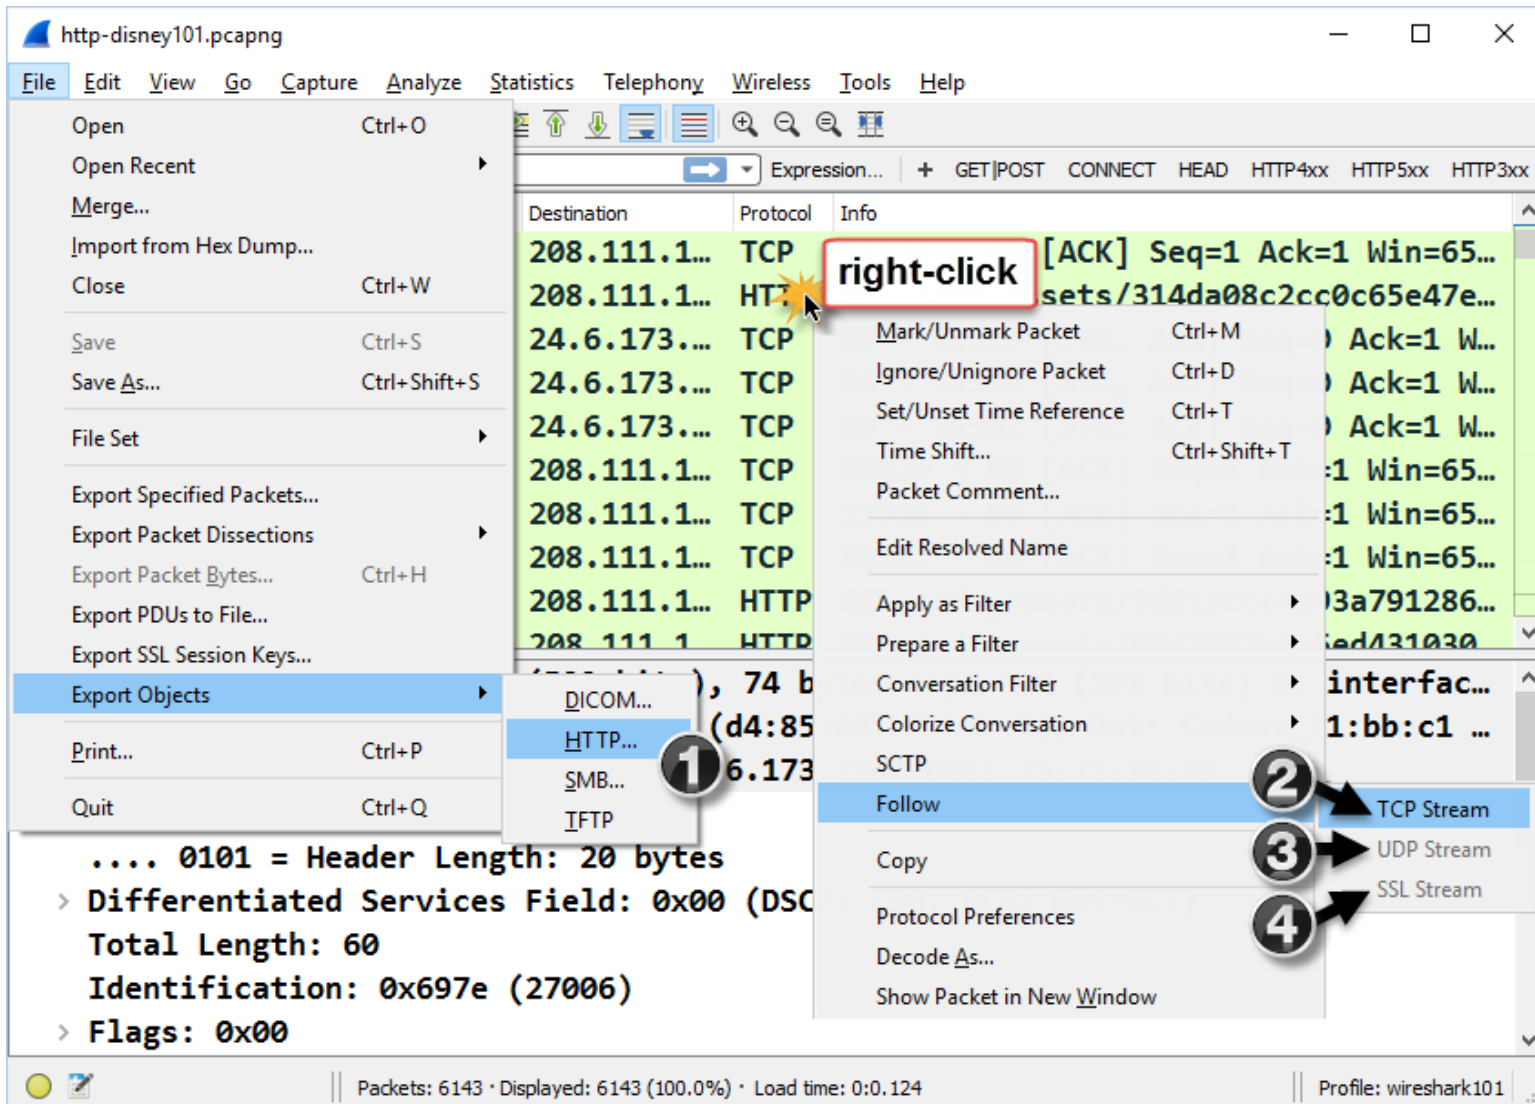 http-disney101.pcapng
File Edit View Go Capture Analyze Statistics Telephony Wireless Tools Help
Open Ctrl+O
Open Recent
Merge...
Import from Hex Dump...
Close Ctrl+W
Save Ctrl+S
Save As... Ctrl+Shift+S
File Set
Export Specified Packets...
Export Packet Dissections
Export Packet Bytes... Ctrl+H
Export PDUs to File...
Export SSL Session Keys...
Export Objects
Print... Ctrl+P
Quit Ctrl+Q
DICOM...
HTTP...
SMB...
TFTP
1
Expression... + GET|POST CONNECT HEAD HTTP4xx HTTP5xx HTTP3xx
Destination Protocol Info
208.111.1... TCP [ACK] Seq=1 Ack=1 Win=65...
208.111.1... HTT sets/314da08c2cc0c65e47e...
24.6.173.... TCP ) Ack=1 W...
24.6.173.... TCP ) Ack=1 W...
24.6.173.... TCP ) Ack=1 W...
208.111.1... TCP =1 Win=65...
208.111.1... TCP =1 Win=65...
208.111.1... TCP =1 Win=65...
208.111.1... HTTP 3a791286...
208.111.1 HTTP ed431030
right-click
Mark/Unmark Packet Ctrl+M
Ignore/Unignore Packet Ctrl+D
Set/Unset Time Reference Ctrl+T
Time Shift... Ctrl+Shift+T
Packet Comment...
Edit Resolved Name
Apply as Filter
Prepare a Filter
Conversation Filter
Colorize Conversation
SCTP
Follow
Copy
Protocol Preferences
Decode As...
Show Packet in New Window
2 TCP Stream
3 UDP Stream
4 SSL Stream
), 74 b interfac...
(d4:85 1:bb:c1 ...
6.173
.... 0101 = Header Length: 20 bytes
Differentiated Services Field: 0x00 (DSC
Total Length: 60
Identification: 0x697e (27006)
Flags: 0x00
Packets: 6143 · Displayed: 6143 (100.0%) · Load time: 0:0.124
Profile: wireshark101